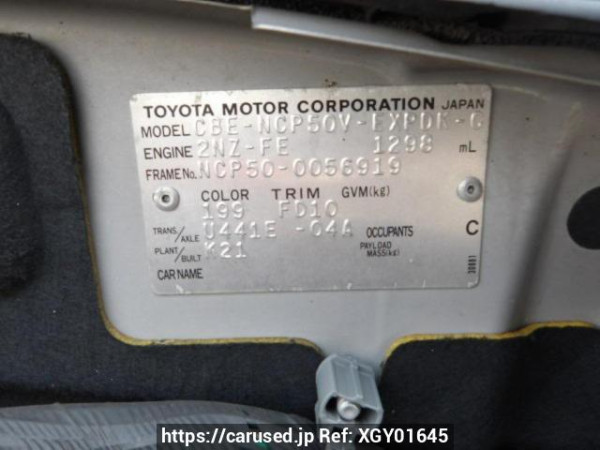 TOYOTA MOTOR CORPORATION JAPAN
MODEL CBE-NCP50V-EXPDK-G
ENGINE 2NZ-FE 1298 mL
FRAME No. NCP50-0056919
COLOR TRIM GVM(kg)
199 FD10
TRANS/AXLE U441E -04A OCCUPANTS C
PLANT/BUILT K21 PAYLOAD MASS(kg)
CAR NAME
https://carused.jp Ref: XGY01645